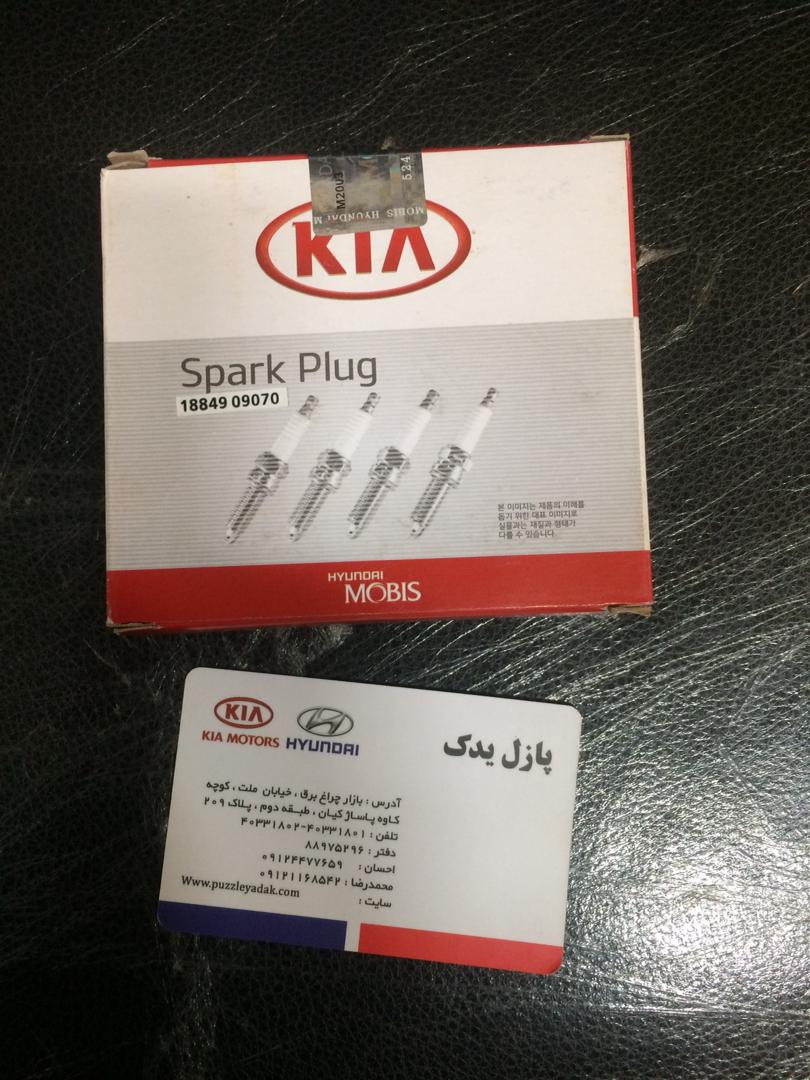 M20U3
524
MOBIS HYUNDAI M
KIA
Spark Plug
18849 09070
본 이미지는 제품의 이해를
돕기 위한 대표 이미지로
실물과는 재질과 형태가
다를 수 있습니다.
HYUNDAI
MOBIS
KIA
KIA MOTORS
HYUNDAI
پازل یدک
آدرس : بازار چراغ برق ، خیابان ملت ، کوچه
کاوه پاساژ کیان ، طبقه دوم ، پلاک ۲۰۹
تلفن : ۴۰۳۳۱۸۰۱-۴۰۳۳۱۸۰۲
دفتر : ۸۸۹۷۵۲۹۶
احسان : ۰۹۱۲۴۴۷۷۶۵۹
محمدرضا : ۰۹۱۲۱۱۶۸۵۴۲
سایت : Www.puzzleyadak.com